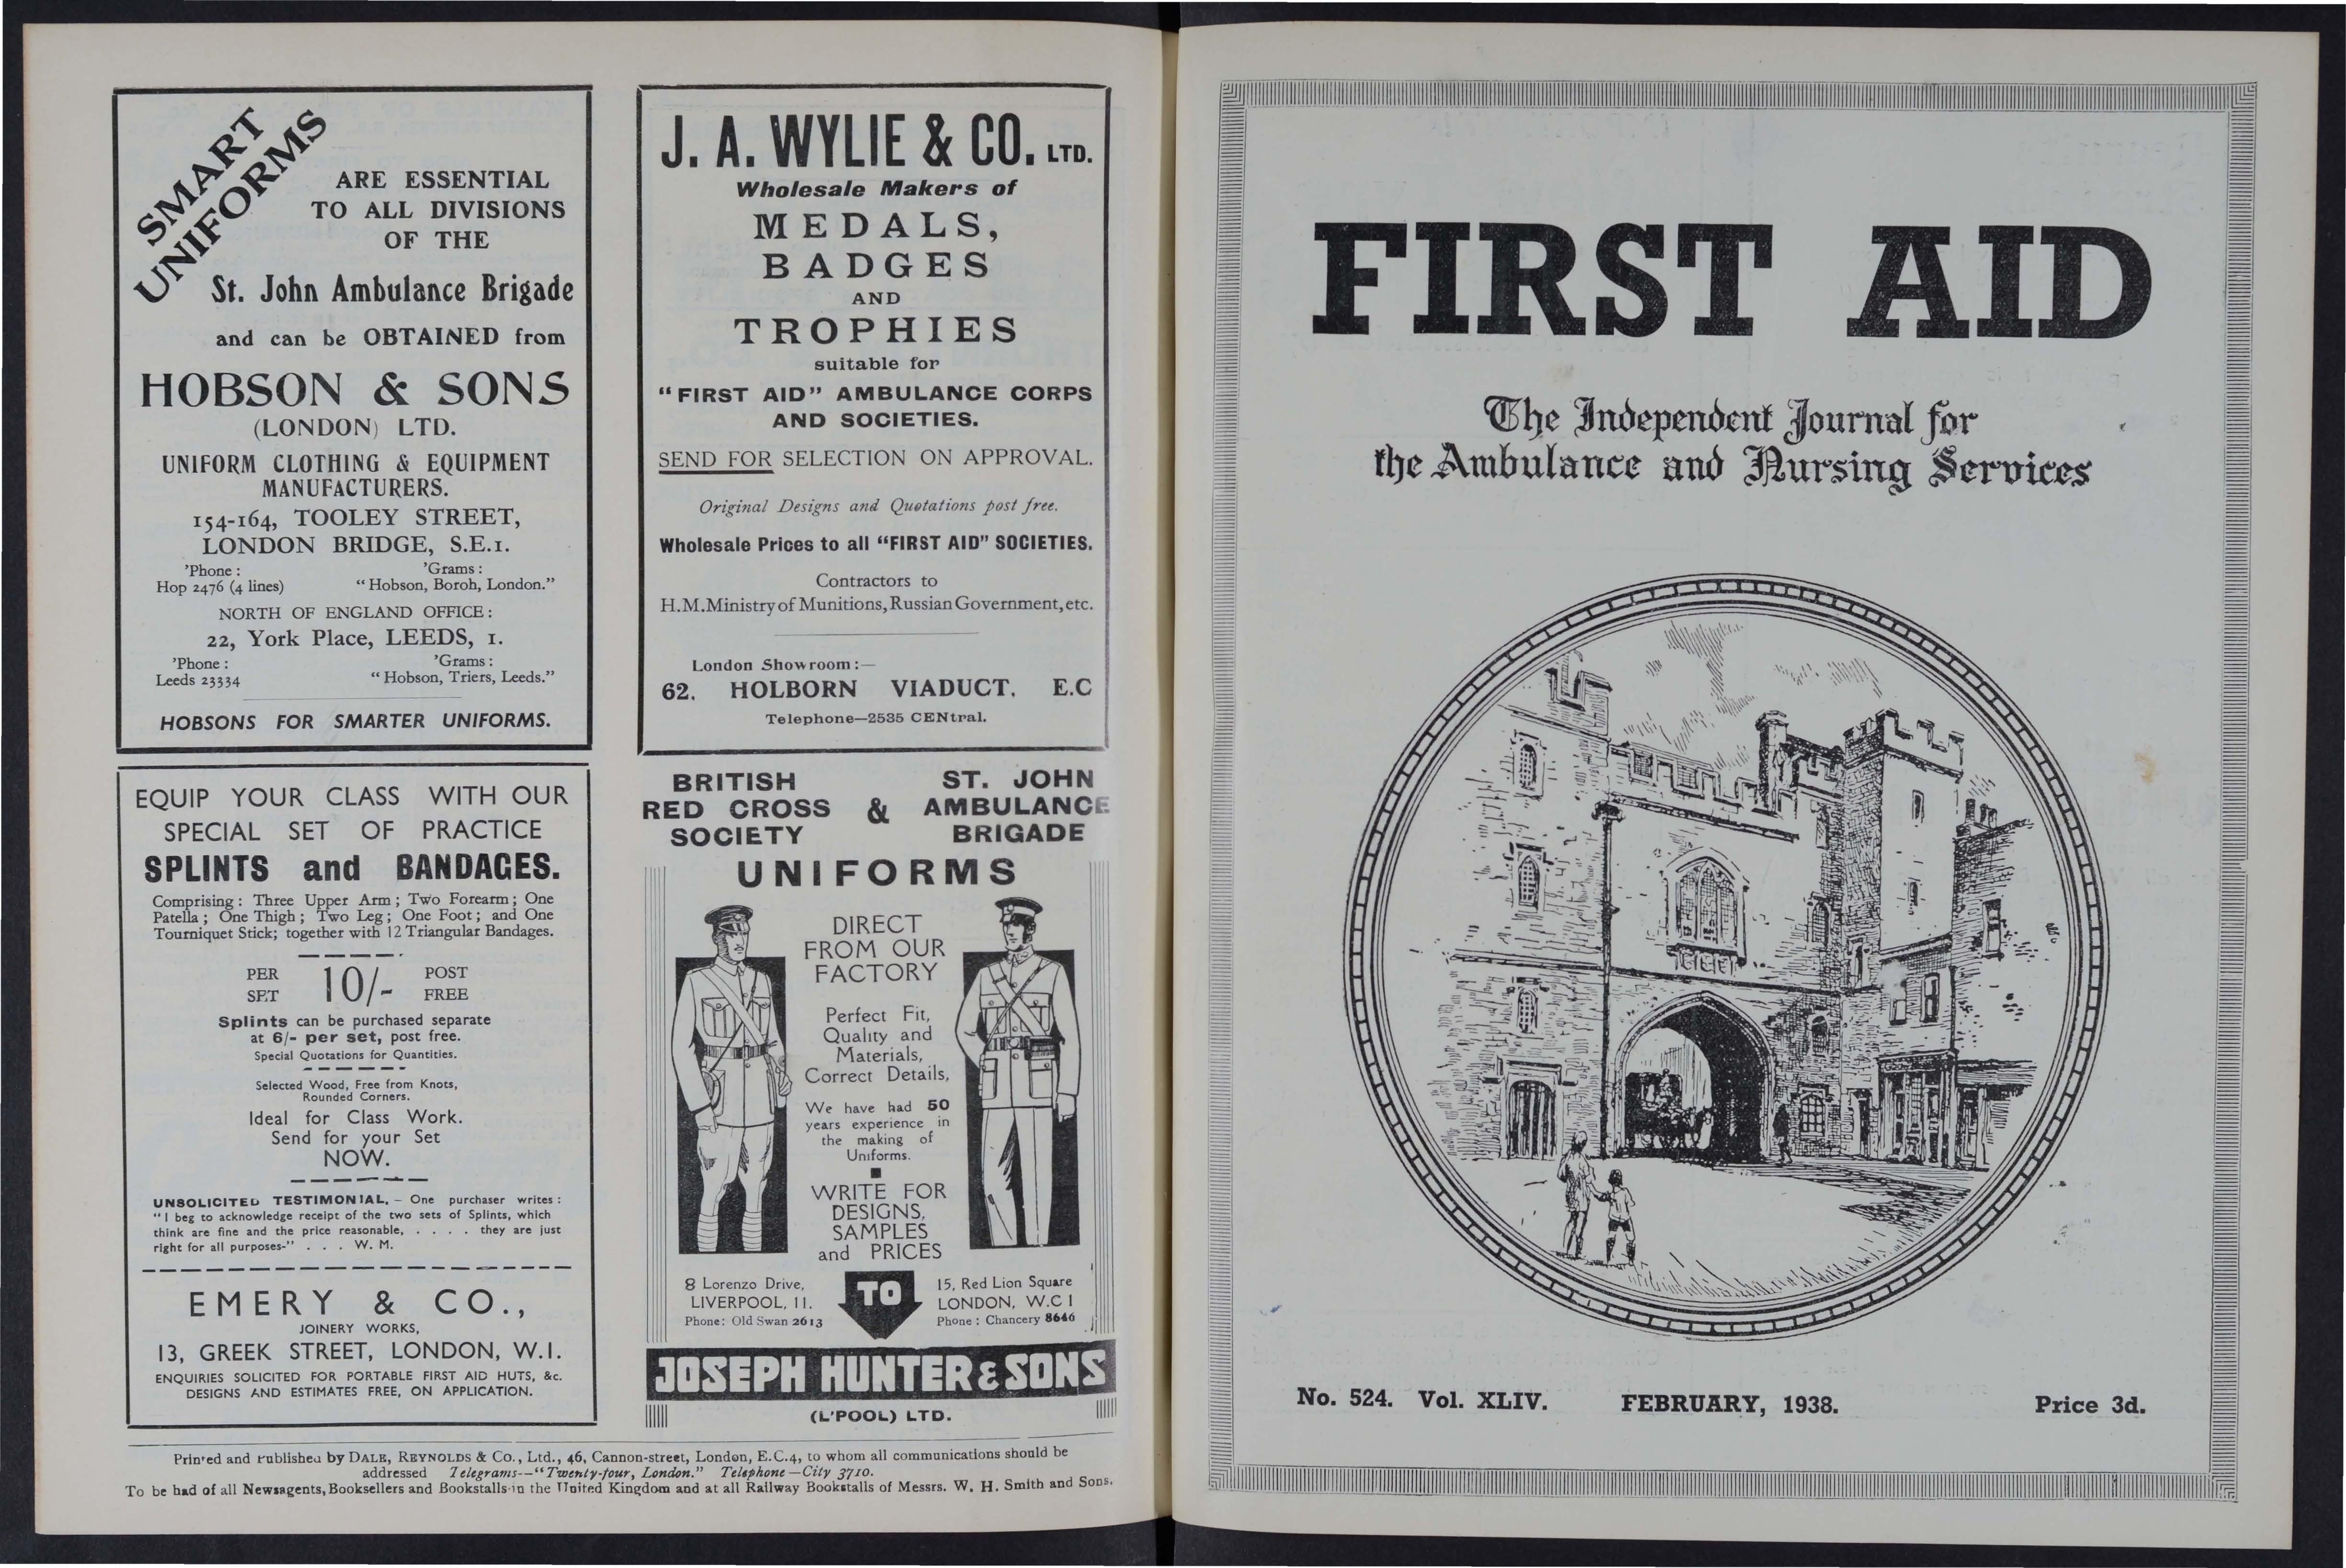 SMART
UNIFORMS
ARE ESSENTIAL
TO ALL DIVISIONS
OF THE
St. John Ambulance Brigade
and can be OBTAINED from
HOBSON & SONS
(LONDON) LTD.
UNIFORM CLOTHING & EQUIPMENT
MANUFACTURERS.
154-164, TOOLEY STREET,
LONDON BRIDGE, S.E.1.
'Phone : 'Grams :
Hop 2476 (4 lines) "Hobson, Boroh, London."
NORTH OF ENGLAND OFFICE :
22, York Place, LEEDS, 1.
'Phone : 'Grams :
Leeds 23334 "Hobson, Triers, Leeds."
HOBSONS FOR SMARTER UNIFORMS.
EQUIP YOUR CLASS WITH OUR
SPECIAL SET OF PRACTICE
SPLINTS and BANDAGES.
Comprising : Three Upper Arm ; Two Forearm ; One
Patella ; One Thigh ; Two Leg ; One Foot ; and One
Tourniquet Stick; together with 12 Triangular Bandages.
PER SET 10/- POST FREE
Splints can be purchased separate
at 6/- per set, post free.
Special Quotations for Quantities.
Selected Wood, Free from Knots,
Rounded Corners.
Ideal for Class Work.
Send for your Set
NOW.
UNSOLICITED TESTIMONIAL. – One purchaser writes :
"I beg to acknowledge receipt of the two sets of Splints, which
think are fine and the price reasonable, . . . . they are just
right for all purposes-" . . . W. M.
EMERY & CO.,
JOINERY WORKS,
13, GREEK STREET, LONDON, W.1.
ENQUIRIES SOLICITED FOR PORTABLE FIRST AID HUTS, &c.
DESIGNS AND ESTIMATES FREE, ON APPLICATION.
J. A. WYLIE & CO. LTD.
Wholesale Makers of
MEDALS,
BADGES
AND
TROPHIES
suitable for
"FIRST AID" AMBULANCE CORPS
AND SOCIETIES.
SEND FOR SELECTION ON APPROVAL.
Original Designs and Quotations post free.
Wholesale Prices to all "FIRST AID" SOCIETIES.
Contractors to
H.M. Ministry of Munitions, Russian Government, etc.
London Showroom :—
62, HOLBORN VIADUCT, E.C
Telephone—2535 CENtral.
BRITISH RED CROSS SOCIETY & ST. JOHN AMBULANCE BRIGADE
UNIFORMS
DIRECT
FROM OUR
FACTORY
Perfect Fit,
Quality and
Materials,
Correct Details,
We have had 50
years experience in
the making of
Uniforms.
WRITE FOR
DESIGNS,
SAMPLES
and PRICES
TO
8 Lorenzo Drive,
LIVERPOOL, 11.
Phone: Old Swan 2613
15, Red Lion Square
LONDON, W.C 1
Phone : Chancery 8646
JOSEPH HUNTER & SONS
(L'POOL) LTD.
Printed and Published by DALE, REYNOLDS & Co., Ltd., 46, Cannon-street, London, E.C.4, to whom all communications should be
addressed Telegrams--"Twenty-four, London." Telephone—City 3710.
To be had of all Newsagents, Booksellers and Bookstalls in the United Kingdom and at all Railway Bookstalls of Messrs. W. H. Smith and Sons.
FIRST AID
The Independent Journal for
the Ambulance and Nursing Services
No. 524. Vol. XLIV. FEBRUARY, 1938. Price 3d.